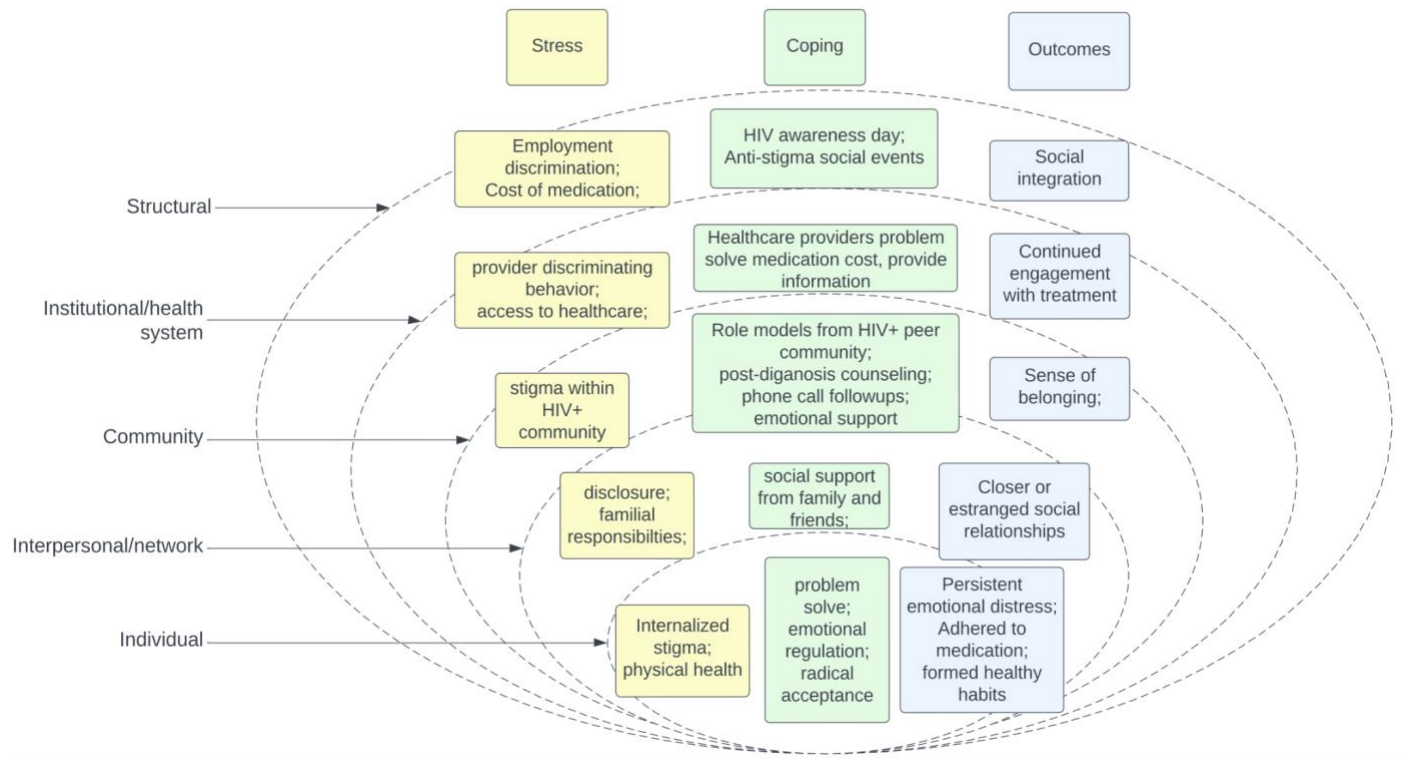 Stress
Coping
Outcomes
Structural
Employment
discrimination;
Cost of medication;
HIV awareness day;
Anti-stigma social events
Social
integration
Institutional/health
system
provider discriminating
behavior;
access to healthcare;
Healthcare providers problem
solve medication cost, provide
information
Continued
engagement
with treatment
Community
stigma within
HIV+
community
Role models from HIV+ peer
community;
post-diganosis counseling;
phone call followups;
emotional support
Sense of
belonging;
Interpersonal/network
disclosure;
familial
responsibilties;
social support
from family and
friends;
Closer or
estranged social
relationships
Individual
Internalized
stigma;
physical health
problem
solve;
emotional
regulation;
radical
acceptance
Persistent
emotional distress;
Adhered to
medication;
formed healthy
habits